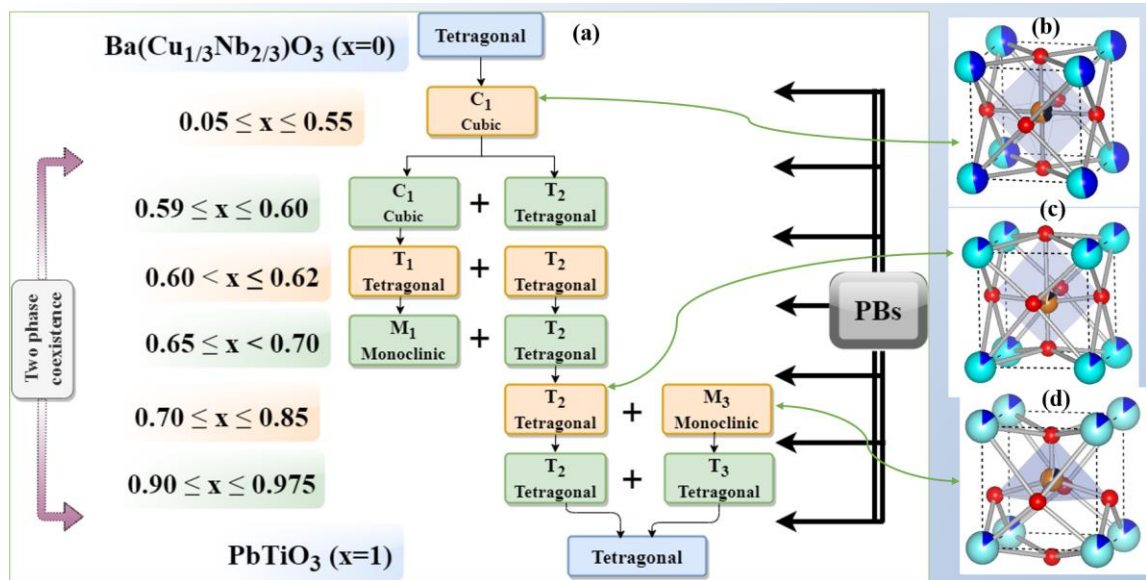 Ba(Cu1/3Nb2/3)O3 (x=0)
Tetragonal
(a)
0.05 ≤ x ≤ 0.55
C1
Cubic
0.59 ≤ x ≤ 0.60
C1
Cubic
+
T2
Tetragonal
0.60 < x ≤ 0.62
T1
Tetragonal
+
T2
Tetragonal
0.65 ≤ x < 0.70
M1
Monoclinic
+
T2
Tetragonal
0.70 ≤ x ≤ 0.85
T2
Tetragonal
+
M3
Monoclinic
0.90 ≤ x ≤ 0.975
T2
Tetragonal
+
T3
Tetragonal
PbTiO3 (x=1)
Tetragonal
Two phase
coexistence
PBs
(b)
(c)
(d)